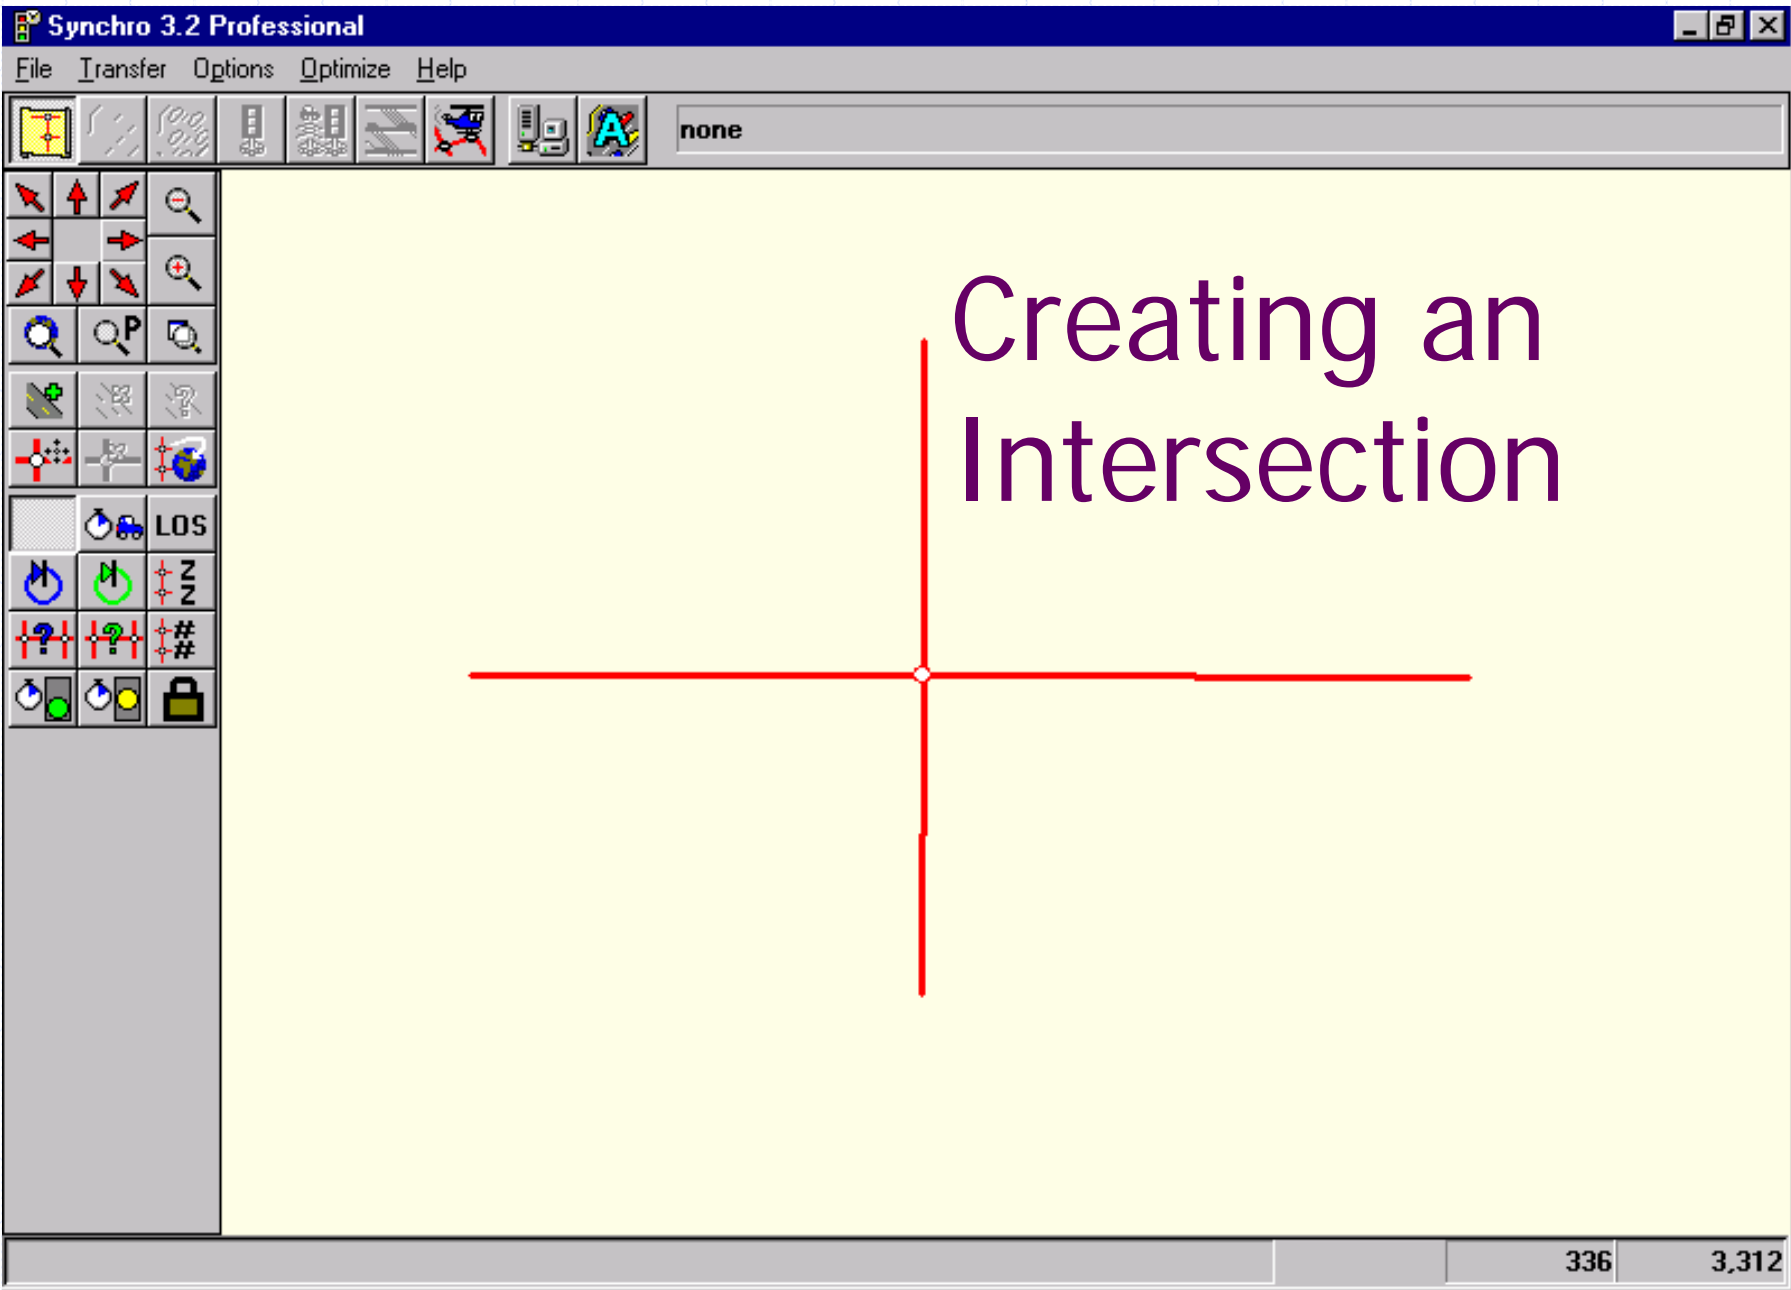 Synchro 3.2 Professional
File Transfer Options Optimize Help
none
P
Creating an
Intersection
LOS
Z
Z
?
?
#
#
336 3,312